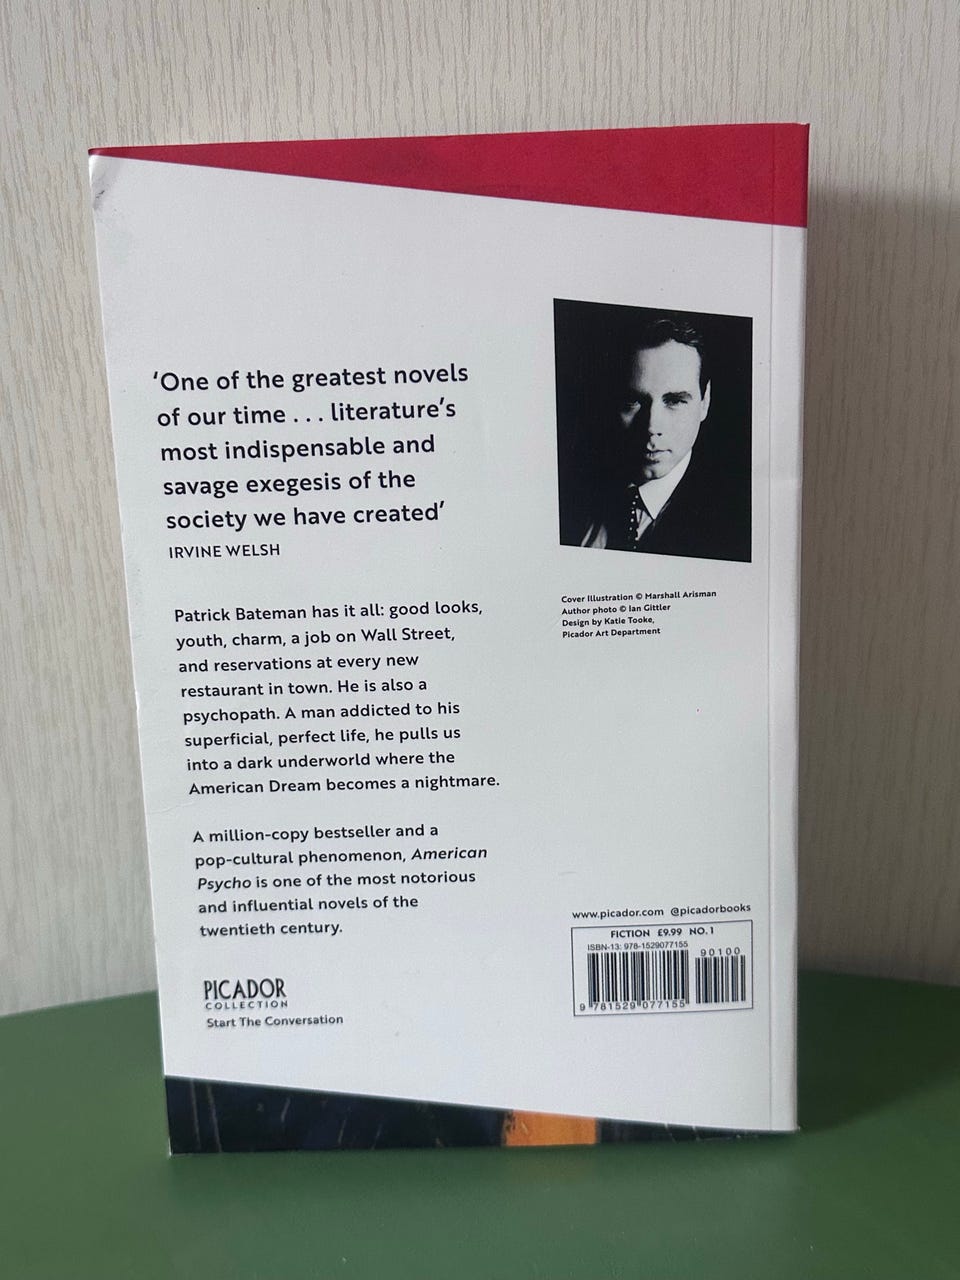 ‘One of the greatest novels
of our time . . . literature’s
most indispensable and
savage exegesis of the
society we have created’
IRVINE WELSH
Patrick Bateman has it all: good looks,
youth, charm, a job on Wall Street,
and reservations at every new
restaurant in town. He is also a
psychopath. A man addicted to his
superficial, perfect life, he pulls us
into a dark underworld where the
American Dream becomes a nightmare.
A million-copy bestseller and a
pop-cultural phenomenon, American
Psycho is one of the most notorious
and influential novels of the
twentieth century.
PICADOR
COLLECTION
Start The Conversation
Cover Illustration © Marshall Arisman
Author photo © Ian Gittler
Design by Katie Tooke,
Picador Art Department
www.picador.com @picadorbooks
FICTION £9.99 NO.1
ISBN-13: 978-1529077155
90100
9 781529 077155